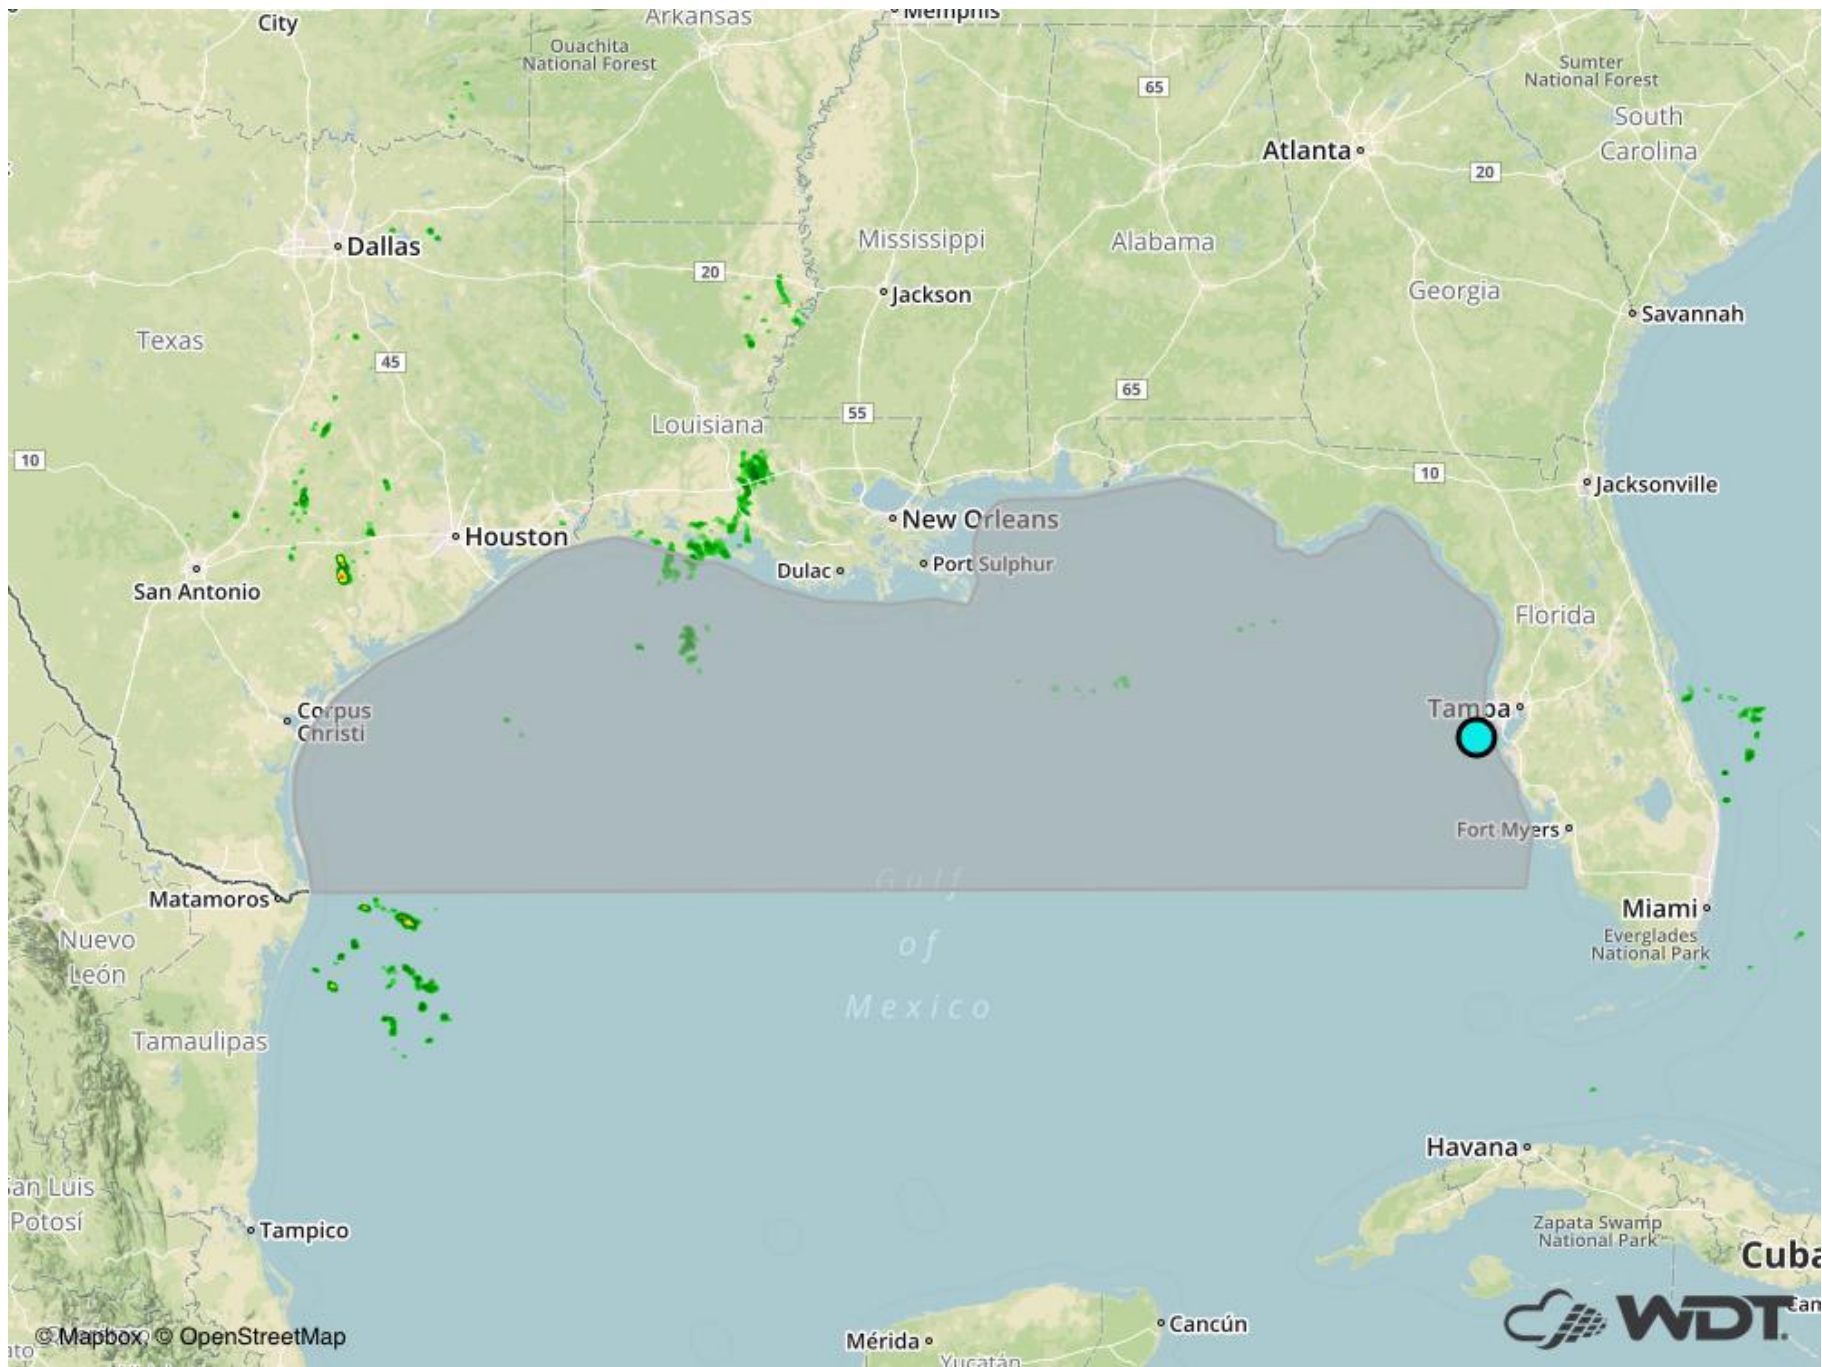 City
Arkansas
Memphis
Ouachita
National Forest
65
Sumter
National Forest
South
Carolina
Atlanta
20
Dallas
Mississippi
Alabama
20
Jackson
Georgia
Savannah
Texas
45
65
Louisiana
55
10
10
Jacksonville
New Orleans
Houston
Dulac
Port Sulphur
San Antonio
Florida
Corpus
Christi
Tampa
Fort Myers
Gulf
of
Mexico
Matamoros
Miami
Everglades
National Park
Nuevo
León
Tamaulipas
Havana
San Luis
Potosí
Tampico
Zapata Swamp
National Park
Cuba
WDT
Cam
© Mapbox, © OpenStreetMap
Mérida
Cancún
Yucatán